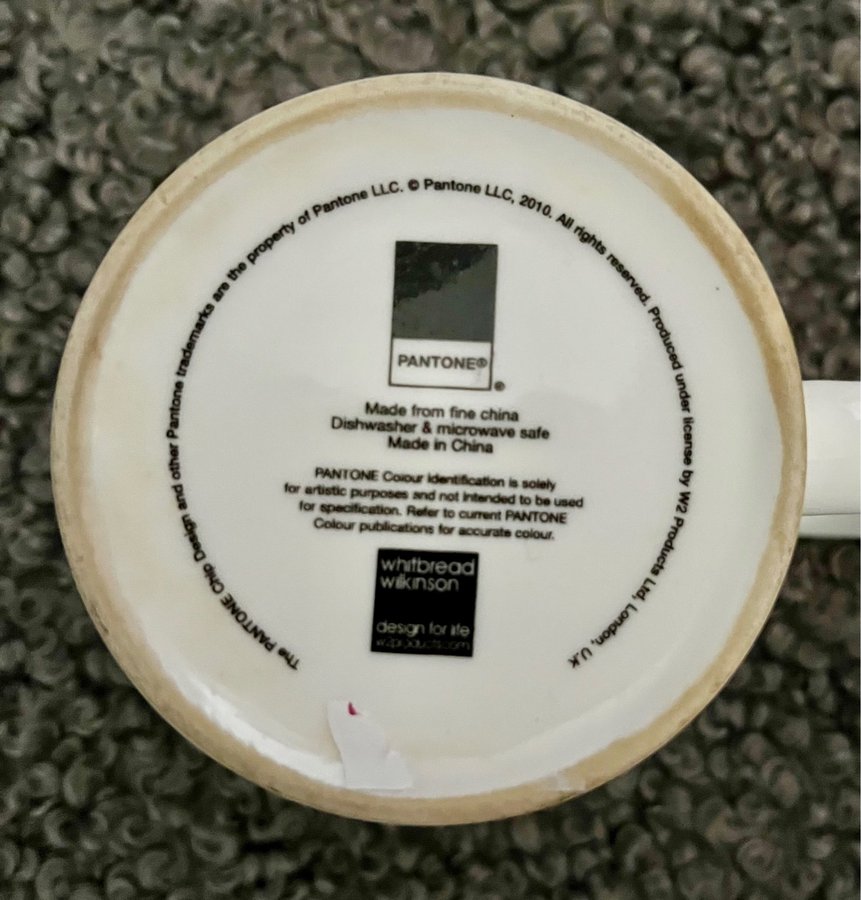 The PANTONE Chip Design and other Pantone trademarks are the property of Pantone LLC. © Pantone LLC, 2010. All rights reserved. Produced under license by W2 Products Ltd, London, U.K
PANTONE®
®
Made from fine china
Dishwasher & microwave safe
Made in China
PANTONE Colour identification is solely
for artistic purposes and not intended to be used
for specification. Refer to current PANTONE
Colour publications for accurate colour.
whitbread
wilkinson
design for life
w2products.com